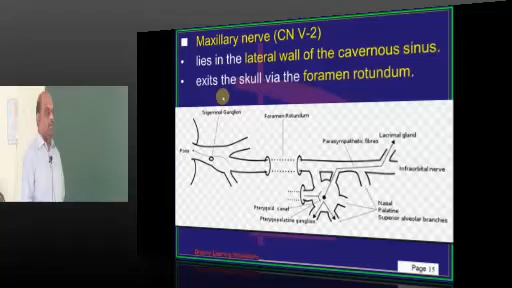 Maxillary nerve (CN V-2)
lies in the lateral wall of the cavernous sinus.
exits the skull via the foramen rotundum.
Trigeminal Ganglion
Foramen Rotundum
Lacrimal gland
Parasympathetic fibres
Pons
Infraorbital nerve
Pterygoid canal
Pterygopalatine ganglion
Nasal
Palatine
Superior alveolar branches
Page 15